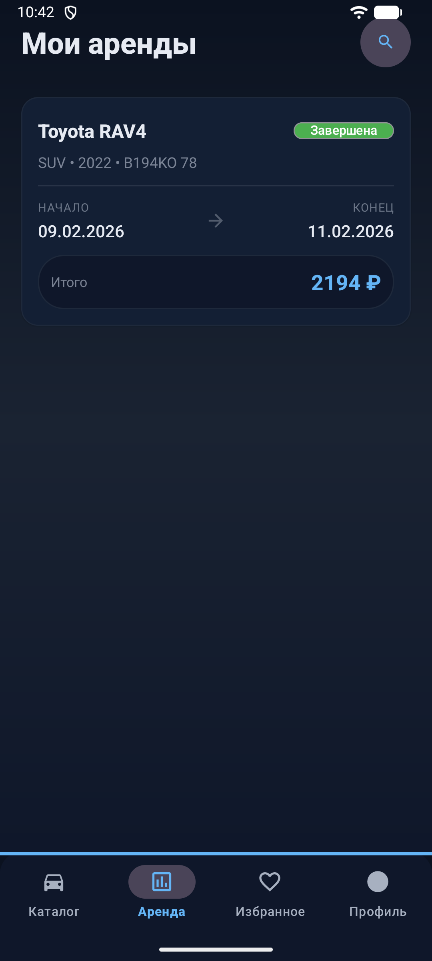 10:42
Мои аренды
Toyota RAV4
Завершена
SUV • 2022 • В194КО 78
НАЧАЛО
КОНЕЦ
09.02.2026
11.02.2026
Итого
2194 ₽
Каталог
Аренда
Избранное
Профиль